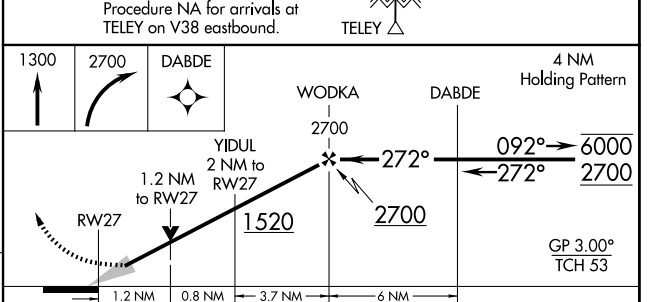 Procedure NA for arrivals at
TELEY on V38 eastbound.
TELEY
1300
2700
DABDE
4 NM
Holding Pattern
WODKA
DABDE
2700
092°
6000
272°
272°
2700
YIDUL
2 NM to
RW27
1.2 NM
to RW27
RW27
1520
2700
GP 3.00°
TCH 53
1.2 NM
0.8 NM
3.7 NM
6 NM